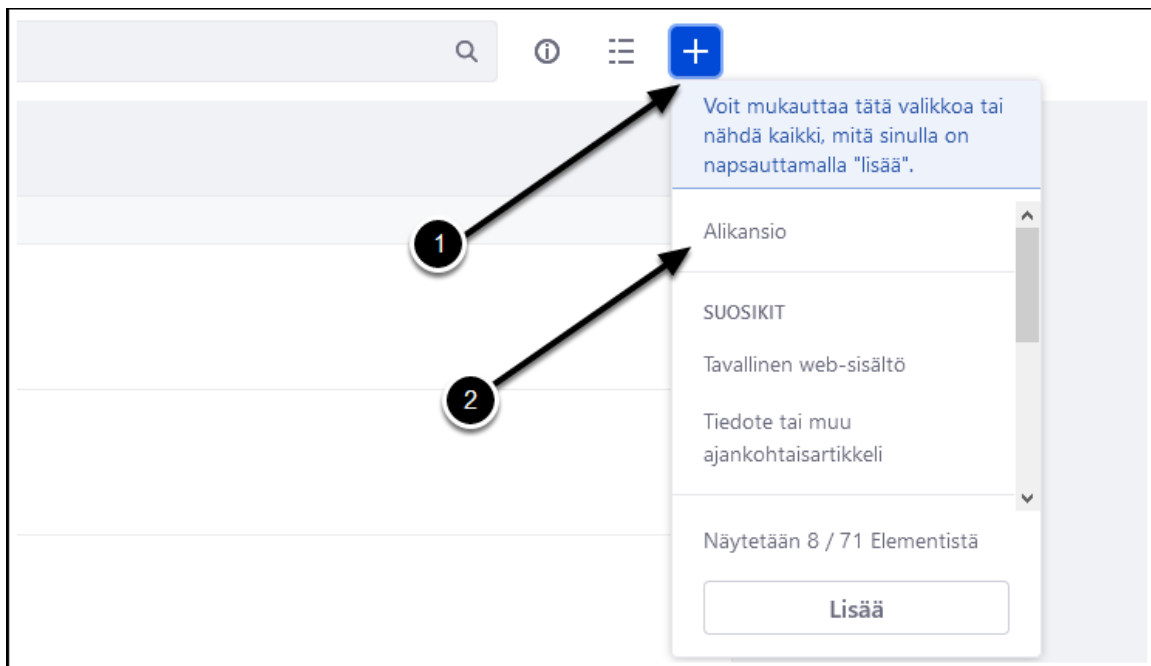 1
Voit mukauttaa tätä valikkoa tai
nähdä kaikki, mitä sinulla on
napsauttamalla "lisää".
Alikansio
2
SUOSIKIT
Tavallinen web-sisältö
Tiedote tai muu
ajankohtaisartikkeli
Näytetään 8 / 71 Elementistä
Lisää